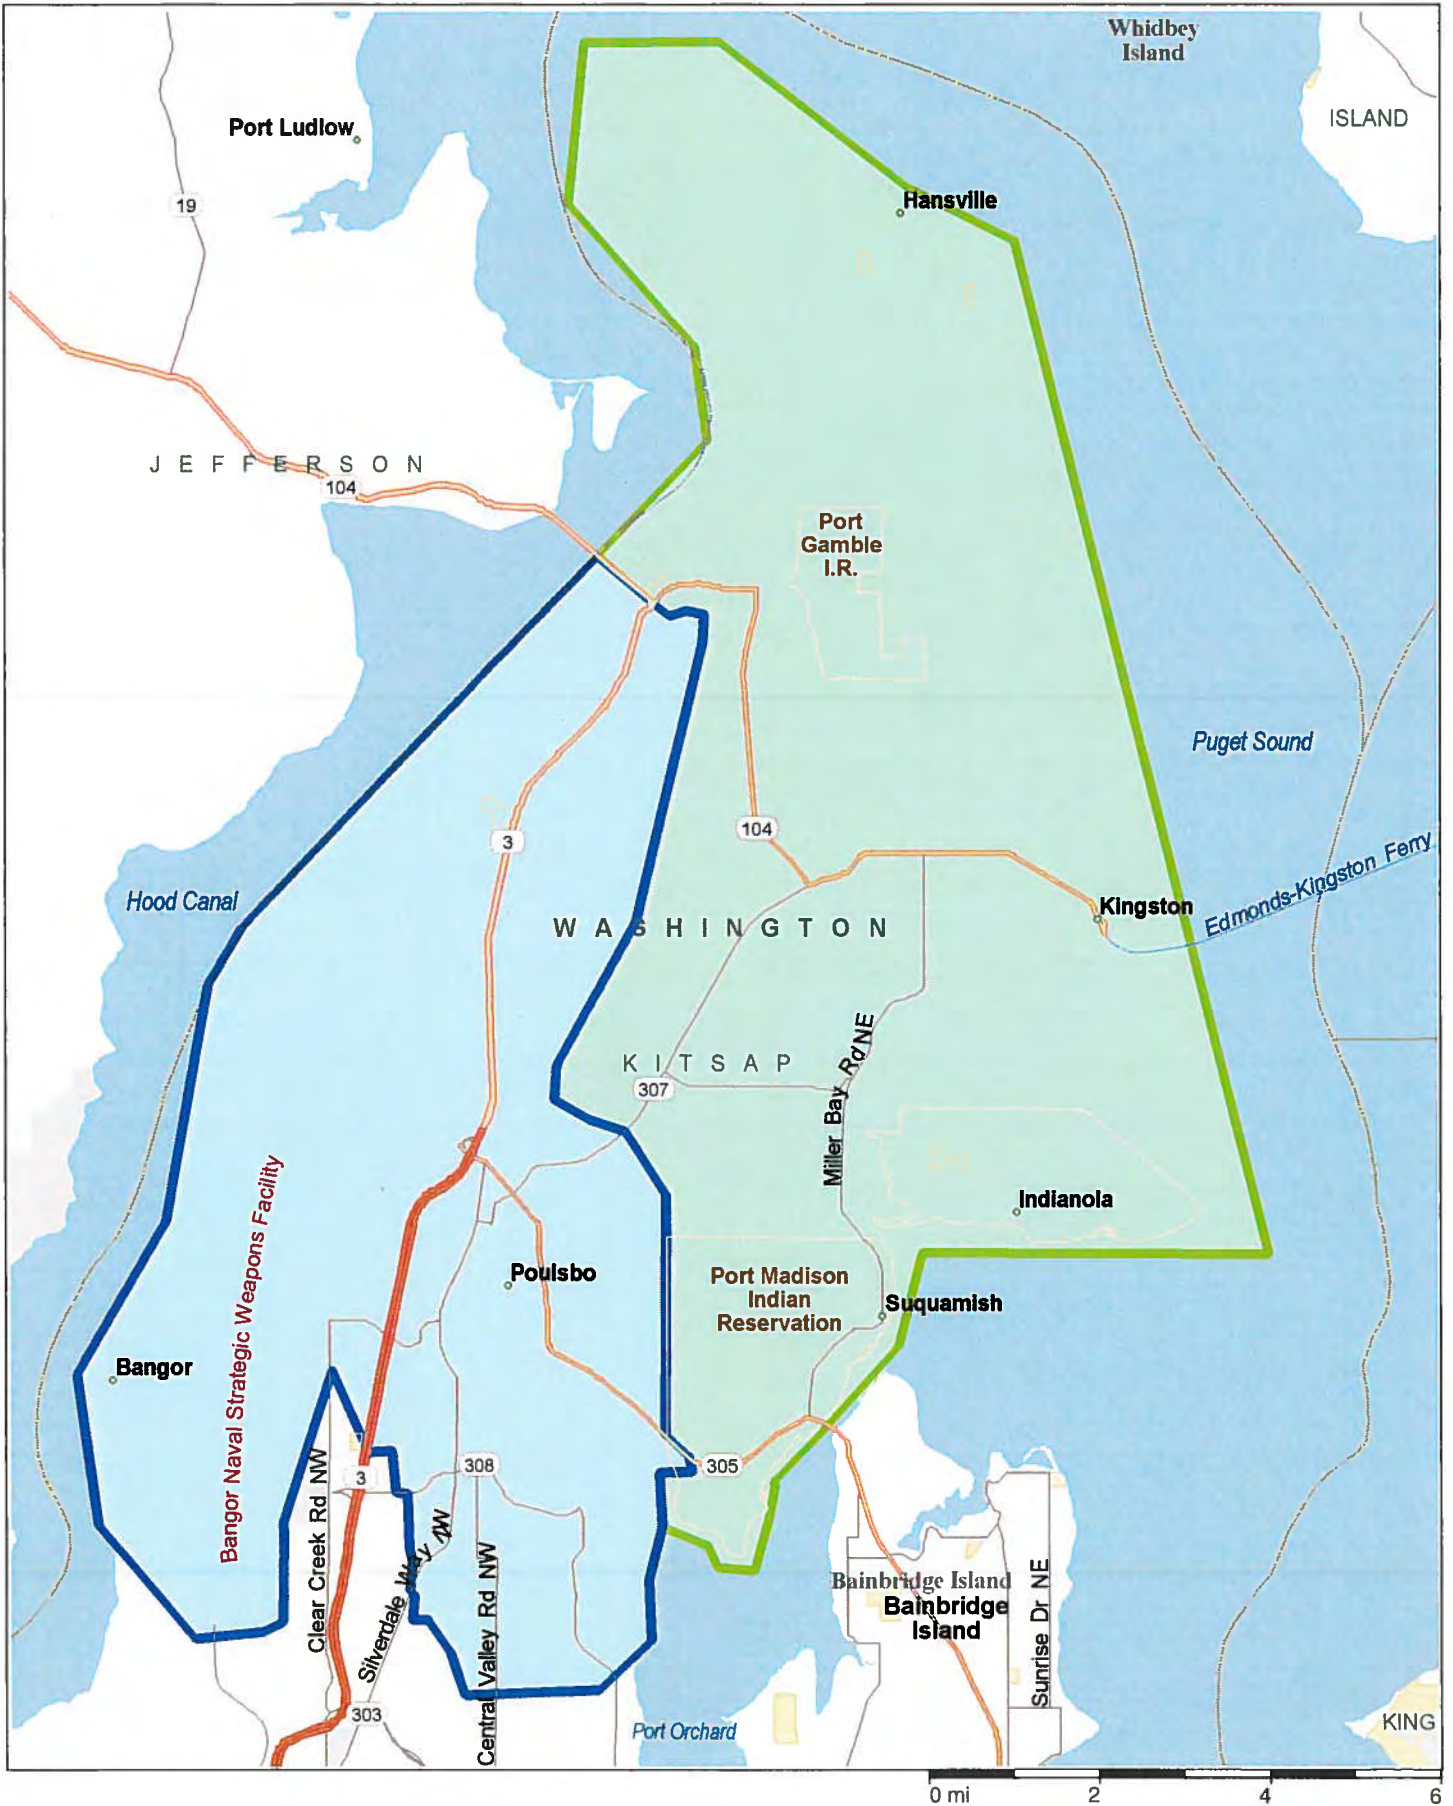 Whidbey
Island
ISLAND
Port Ludlow
19
Hansville
JEFFERSON
104
Port
Gamble
I.R.
Puget Sound
104
3
Edmonds-Kingston Ferry
Hood Canal
Kingston
WASHINGTON
KITSAP
307
Miller Bay Rd NE
Indianola
Bangor Naval Strategic Weapons Facility
Poulsbo
Port Madison
Indian
Reservation
Suquamish
Bangor
3
308
305
Clear Creek Rd NW
Silverdale Way NW
Central Valley Rd NW
Bainbridge Island
Bainbridge
Island
Sunrise Dr NE
303
Port Orchard
KING
0 mi 2 4 6